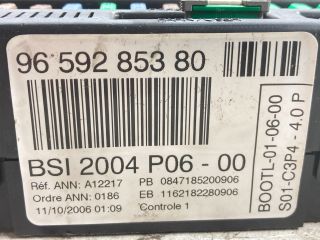 96 592 853 80
BSI 2004 P06 - 00
Réf. ANN: A12217 PB 0847185200906
Ordre ANN: 0186 EB 1162182280906
11/10/2006 01:09 Controle 1
BOOTL-01-06-00
S01-C3P4 - 4.0 P